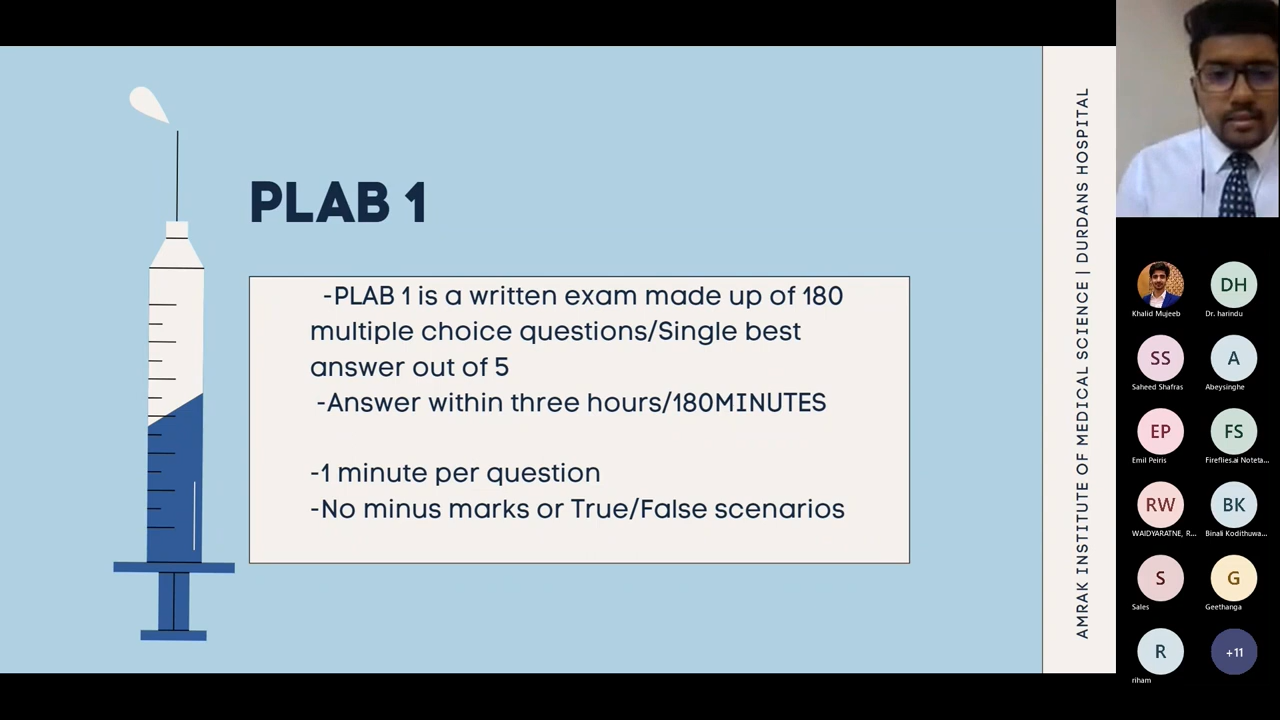 PLAB 1
-PLAB 1 is a written exam made up of 180
multiple choice questions/Single best
answer out of 5
-Answer within three hours/180MINUTES
-1 minute per question
-No minus marks or True/False scenarios
AMRAK INSTITUTE OF MEDICAL SCIENCE | DURDANS HOSPITAL
Khalid Mujeeb
DH
Dr. harindu
SS
Saheed Shafras
A
Abeysinghe
EP
Emil Peiris
FS
Fireflies.ai Noteta...
RW
WAIDYARATNE, R...
BK
Binali Kodithuwa...
S
Sales
G
Geethanga
R
riham
+11